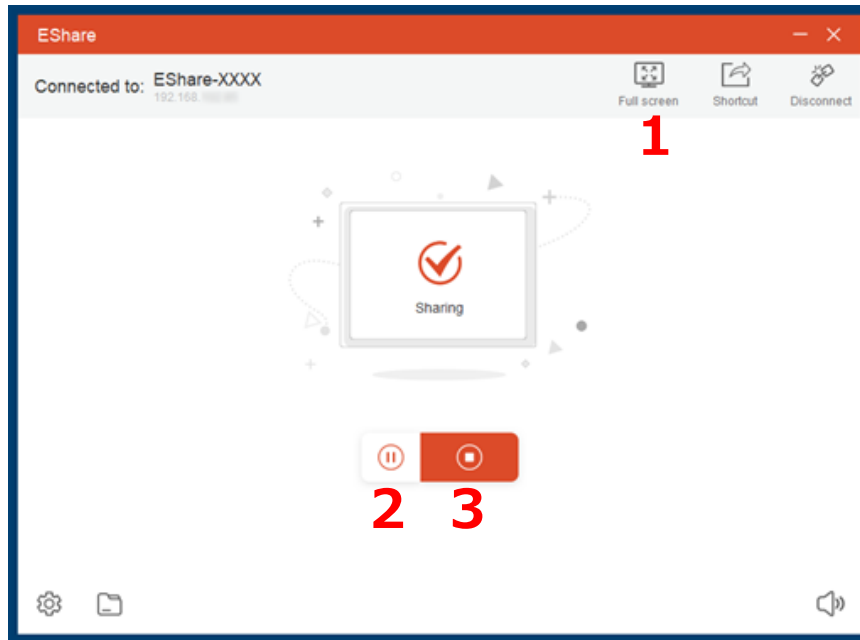 EShare
Connected to: EShare-XXXX
192.168.
Full screen
Shortcut
Disconnect
1
Sharing
2
3